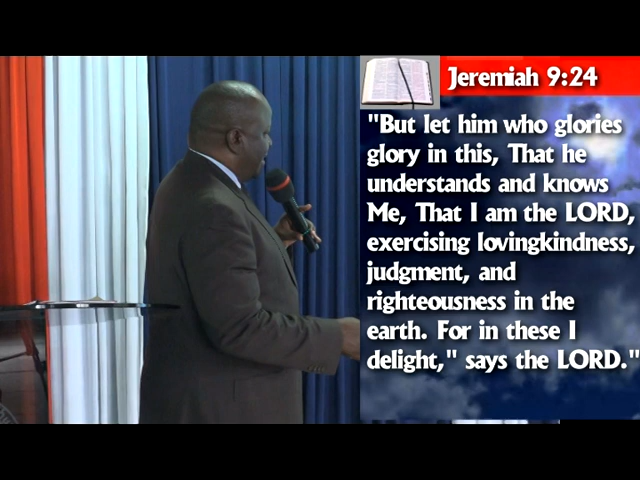 Jeremiah 9:24
"But let him who glories
glory in this, That he
understands and knows
Me, That I am the LORD,
exercising lovingkindness,
judgment, and
righteousness in the
earth. For in these I
delight," says the LORD."